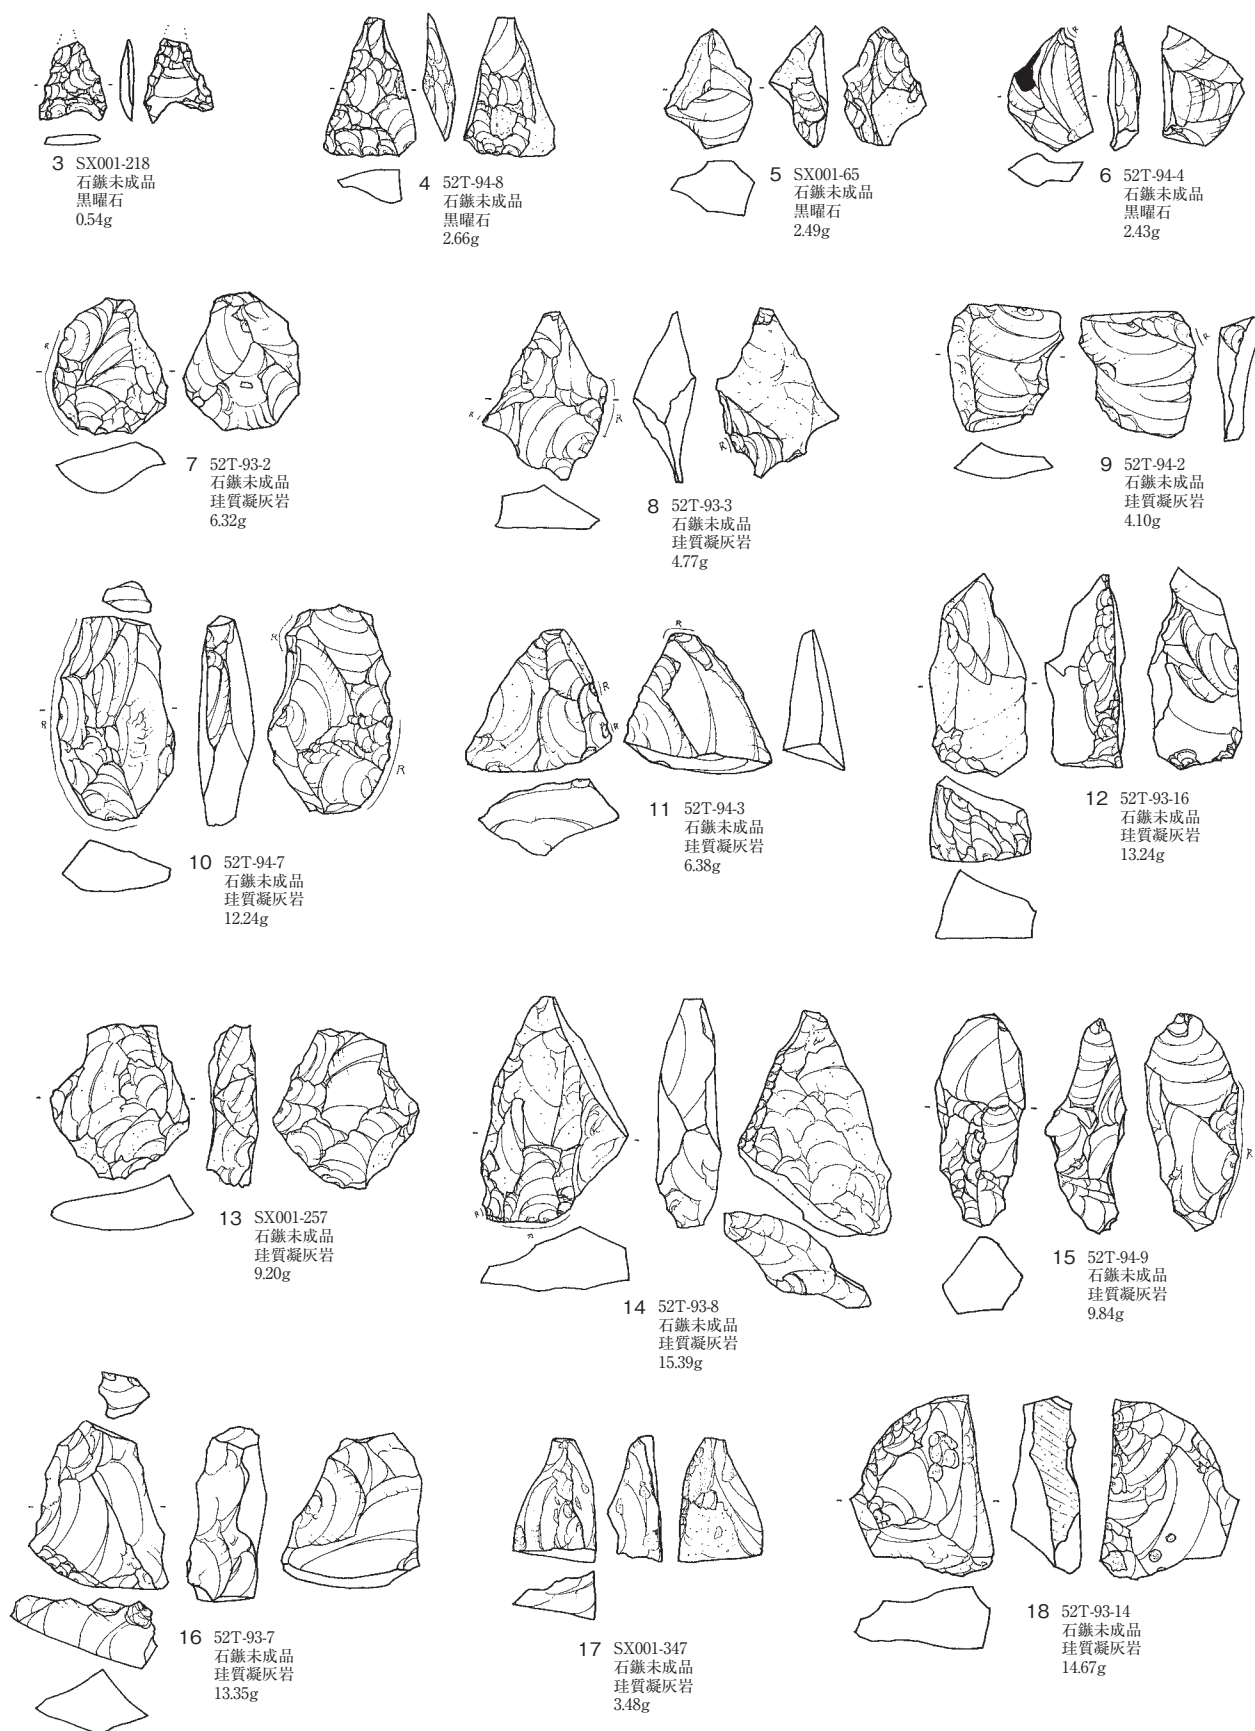 3 SX001-218
石鏃未成品
黒曜石
0.54g
4 52T-94-8
石鏃未成品
黒曜石
2.66g
5 SX001-65
石鏃未成品
黒曜石
2.49g
6 52T-94-4
石鏃未成品
黒曜石
2.43g
R
R
7 52T-93-2
石鏃未成品
珪質凝灰岩
6.32g
R
R
R
8 52T-93-3
石鏃未成品
珪質凝灰岩
4.77g
R
9 52T-94-2
石鏃未成品
珪質凝灰岩
4.10g
R
R
R
10 52T-94-7
石鏃未成品
珪質凝灰岩
12.24g
R
R
R
11 52T-94-3
石鏃未成品
珪質凝灰岩
6.38g
12 52T-93-16
石鏃未成品
珪質凝灰岩
13.24g
13 SX001-257
石鏃未成品
珪質凝灰岩
9.20g
R
R
14 52T-93-8
石鏃未成品
珪質凝灰岩
15.39g
R
15 52T-94-9
石鏃未成品
珪質凝灰岩
9.84g
16 52T-93-7
石鏃未成品
珪質凝灰岩
13.35g
17 SX001-347
石鏃未成品
珪質凝灰岩
3.48g
18 52T-93-14
石鏃未成品
珪質凝灰岩
14.67g